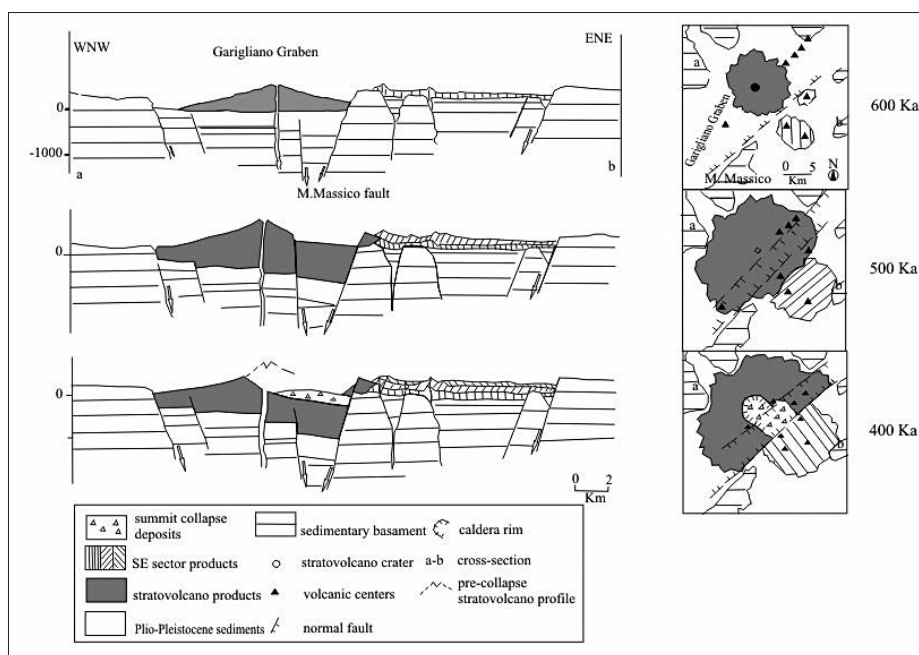 WNW
Garigliano Graben
ENE
0
-1000
a
b
M.Massico fault
0
0
0 2
Km
a
b
Garigliano Graben
M. Massico
0 5
Km
N
600 Ka
a
b
500 Ka
a
b
400 Ka
summit collapse
deposits
sedimentary basament
caldera rim
SE sector products
stratovolcano crater
a-b cross-section
stratovolcano products
volcanic centers
pre-collapse
stratovolcano profile
Plio-Pleistocene sediments
normal fault